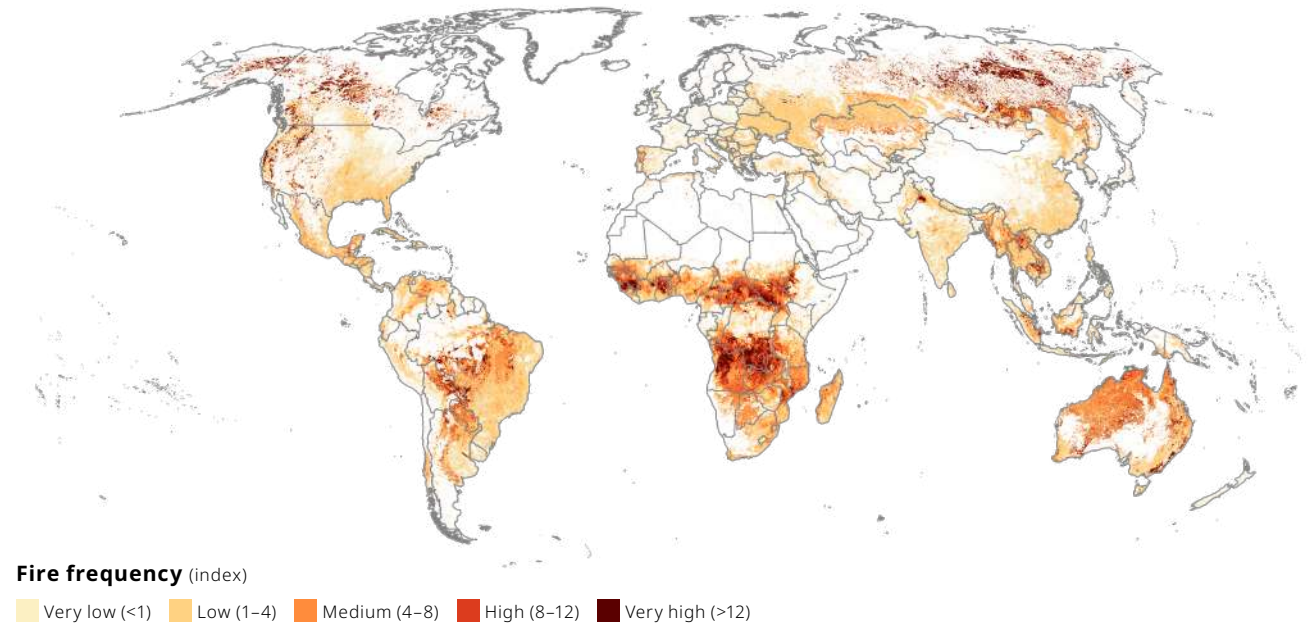 Fire frequency (index)
Very low (<1) Low (1–4) Medium (4–8) High (8–12) Very high (>12)